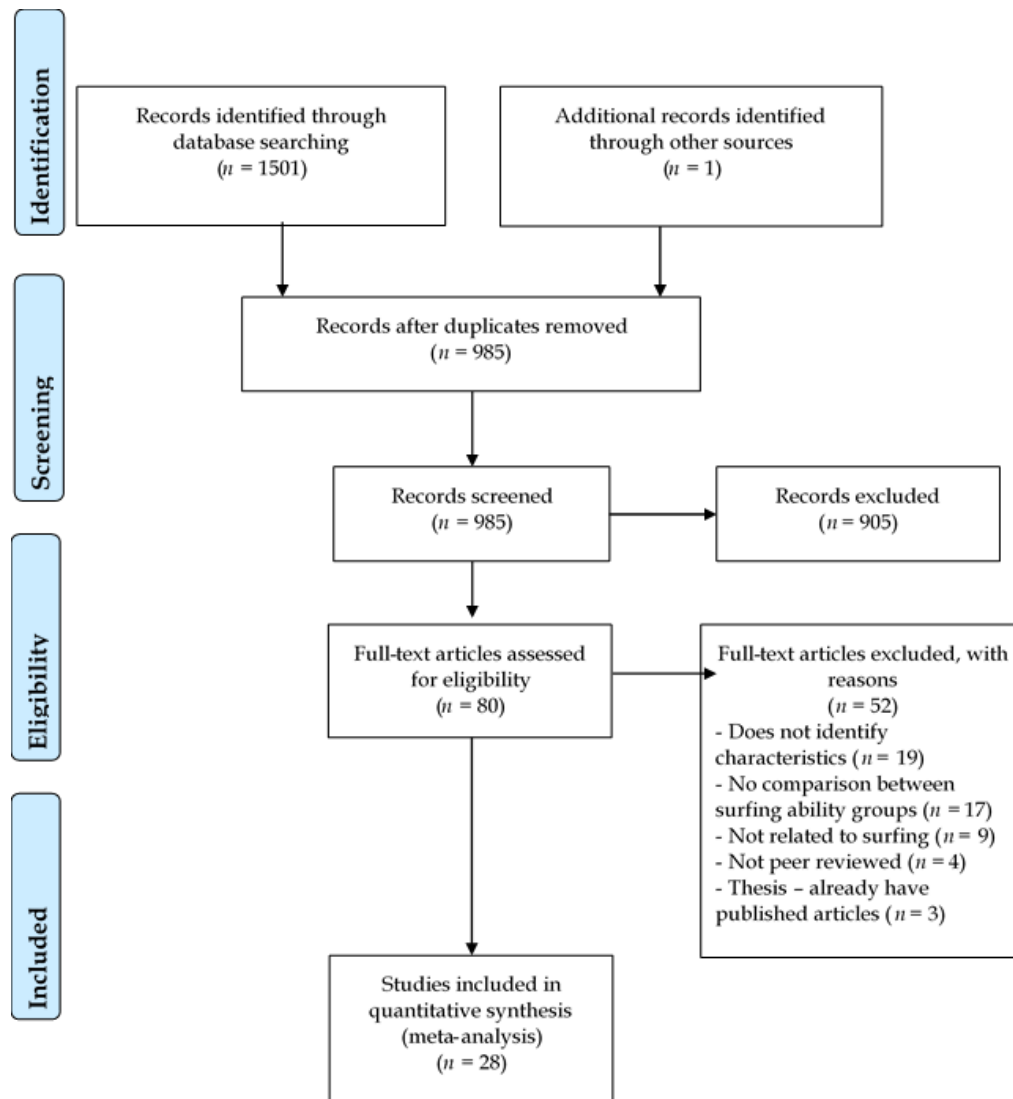 Identification
Records identified through
database searching
(n = 1501)
Additional records identified
through other sources
(n = 1)
Screening
Records after duplicates removed
(n = 985)
Records screened
(n = 985)
Records excluded
(n = 905)
Eligibility
Full-text articles assessed
for eligibility
(n = 80)
Full-text articles excluded, with
reasons
(n = 52)
- Does not identify
characteristics (n = 19)
- No comparison between
surfing ability groups (n = 17)
- Not related to surfing (n = 9)
- Not peer reviewed (n = 4)
- Thesis – already have
published articles (n = 3)
Included
Studies included in
quantitative synthesis
(meta-analysis)
(n = 28)